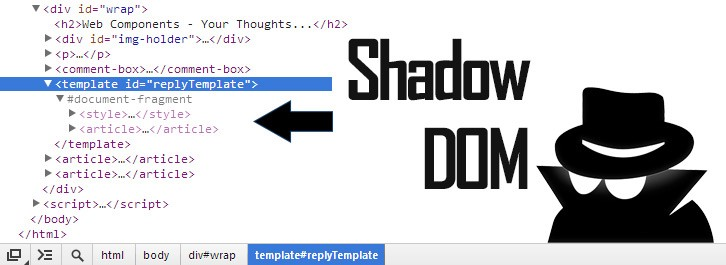 ▼<div id="wrap">
<h2>Web Components - Your Thoughts...</h2>
▶<div id="img-holder">…</div>
▶<p>…</p>
▶<comment-box>…</comment-box>
▼<template id="replyTemplate">
▼#document-fragment
▶<style>…</style>
▶<article>…</article>
</template>
▶<article>…</article>
▶<article>…</article>
</div>
▶<script>…</script>
</body>
</html>
Shadow
DOM
html body div#wrap template#replyTemplate